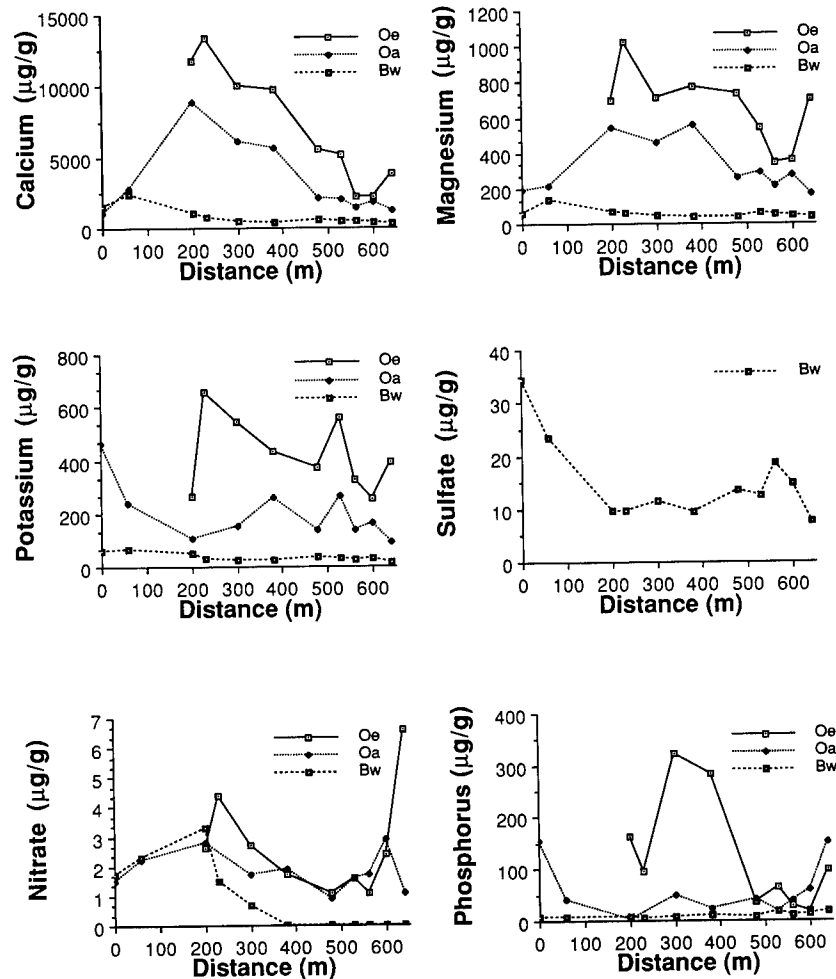 Calcium (µg/g)
15000
10000
5000
0
Oe
Oa
Bw
0 100 200 300 400 500 600
Distance (m)
Magnesium (µg/g)
1200
1000
800
600
400
200
0
Oe
Oa
Bw
0 100 200 300 400 500 600
Distance (m)
Potassium (µg/g)
800
600
400
200
0
Oe
Oa
Bw
0 100 200 300 400 500 600
Distance (m)
Sulfate (µg/g)
40
30
20
10
0
Bw
0 100 200 300 400 500 600
Distance (m)
Nitrate (µg/g)
7
6
5
4
3
2
1
0
Oe
Oa
Bw
0 100 200 300 400 500 600
Distance (m)
Phosphorus (µg/g)
400
300
200
100
0
Oe
Oa
Bw
0 100 200 300 400 500 600
Distance (m)